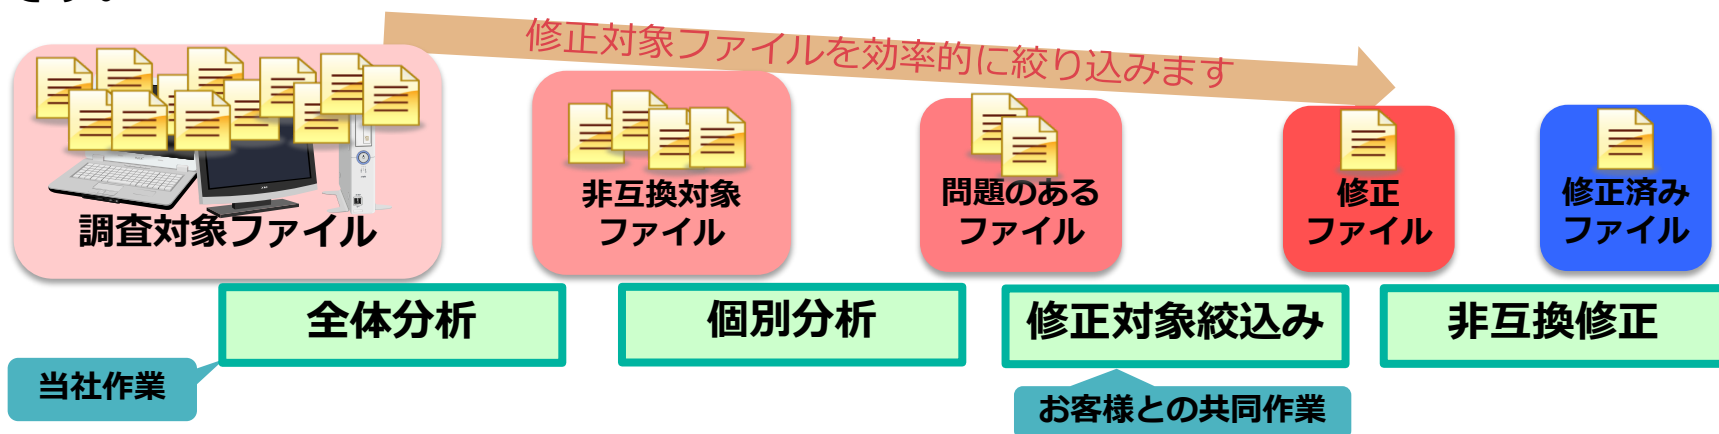 修正対象ファイルを効率的に絞り込みます
調査対象ファイル
非互換対象
ファイル
問題のある
ファイル
修正
ファイル
修正済み
ファイル
全体分析
個別分析
修正対象絞込み
非互換修正
当社作業
お客様との共同作業